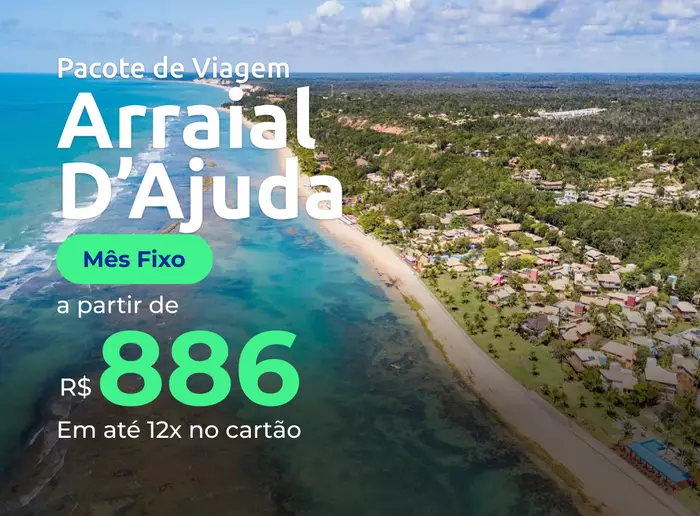 Pacote de Viagem
Arraial
D'Ajuda
Mês Fixo
a partir de
R$ 886
Em até 12x no cartão